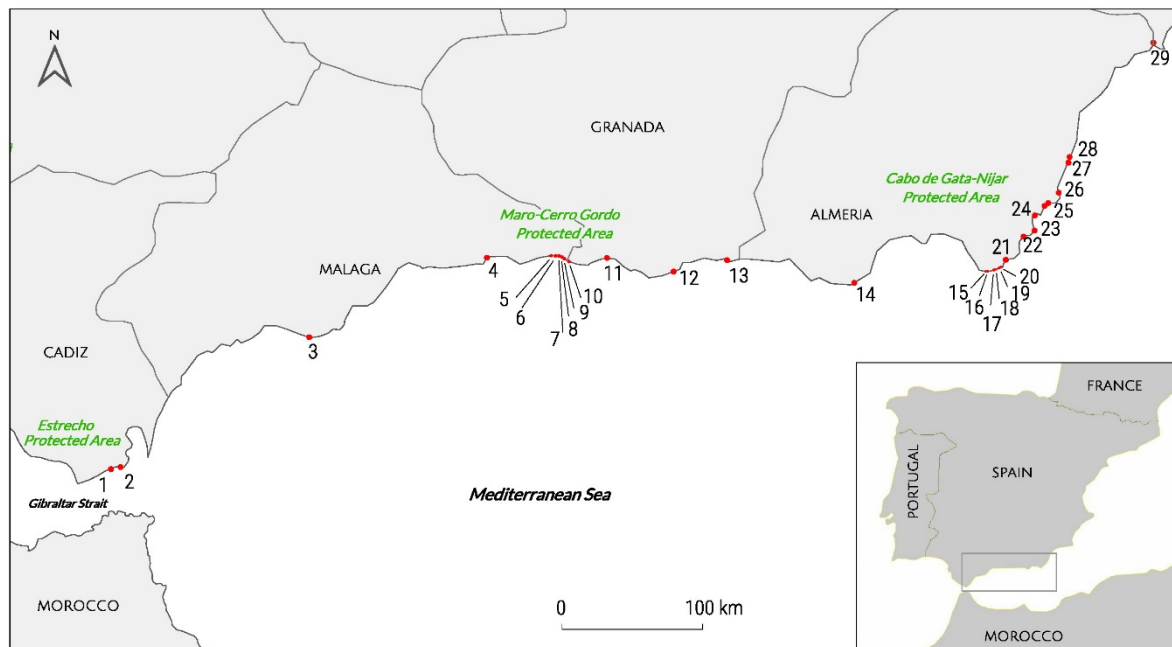 N
29
GRANADA
28
27
Cabo de Gata-Nijar
Protected Area
26
25
24
Maro-Cerro Gordo
Protected Area
ALMERIA
23
22
21
MALAGA
4
11
12
13
14
20
19
18
17
16
15
10
9
8
7
6
5
3
CADIZ
Estrecho
Protected Area
1
2
Gibraltar Strait
Mediterranean Sea
MOROCCO
0
100 km
FRANCE
PORTUGAL
SPAIN
MOROCCO